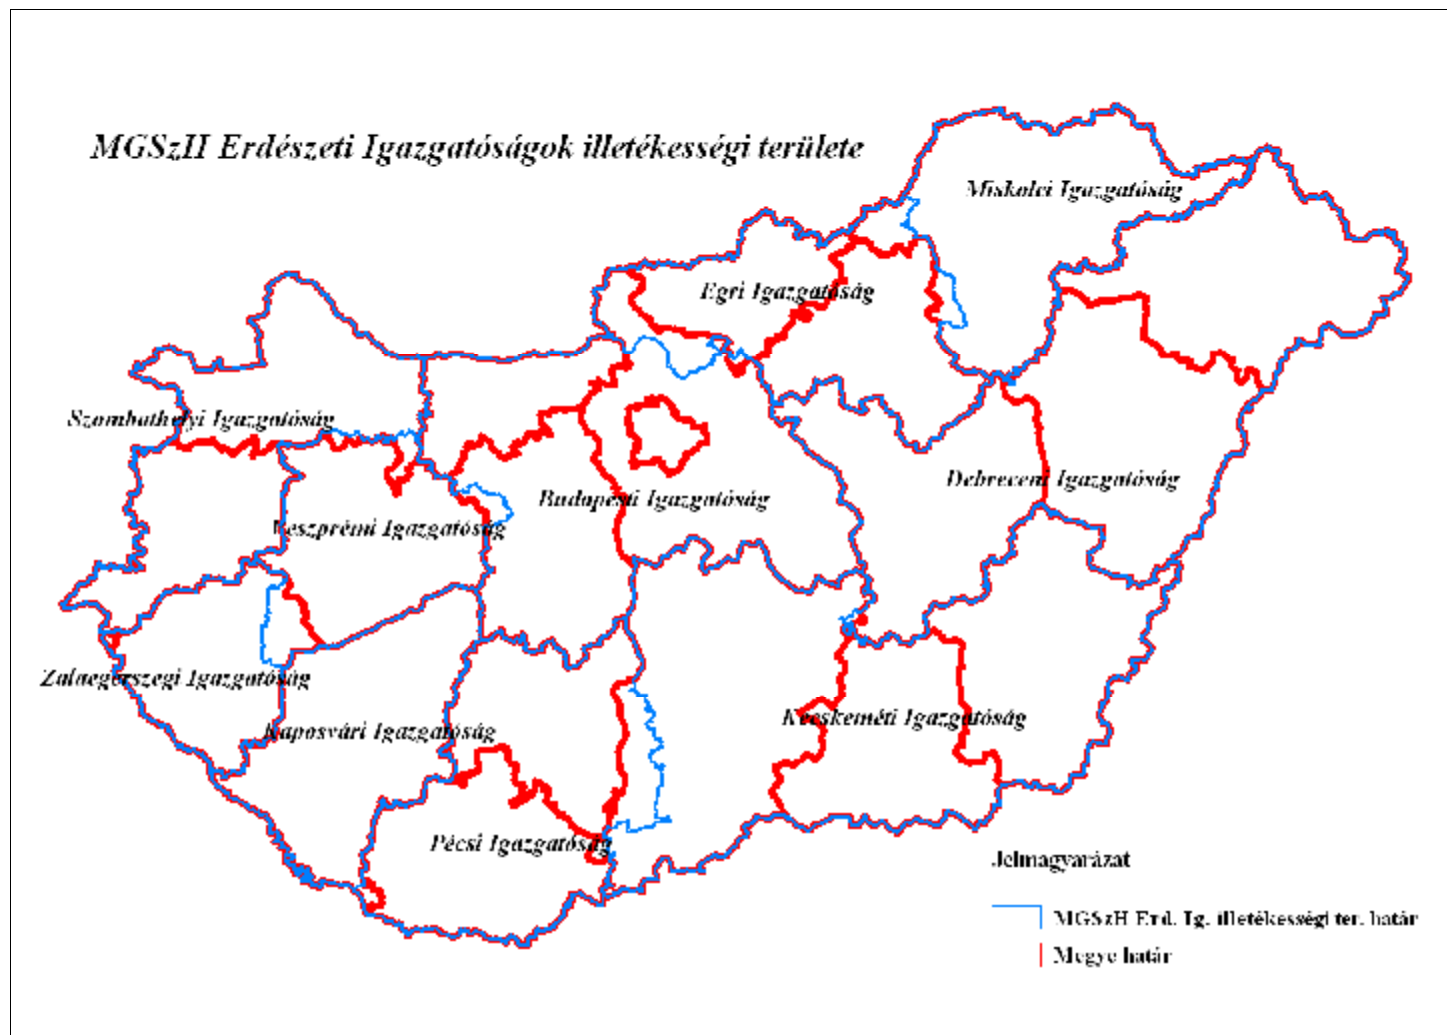 MGSzH Erdészeti Igazgatóságok illetékességi területe
Miskolci Igazgatóság
Egri Igazgatóság
Szombathelyi Igazgatóság
Debreceni Igazgatóság
Budapesti Igazgatóság
Veszprémi Igazgatóság
Zalaegerszegi Igazgatóság
Kaposvári Igazgatóság
Kecskeméti Igazgatóság
Pécsi Igazgatóság
Jelmagyarázat
MGSzH Erd. Ig. illetékességi ter. határ
Megye határ